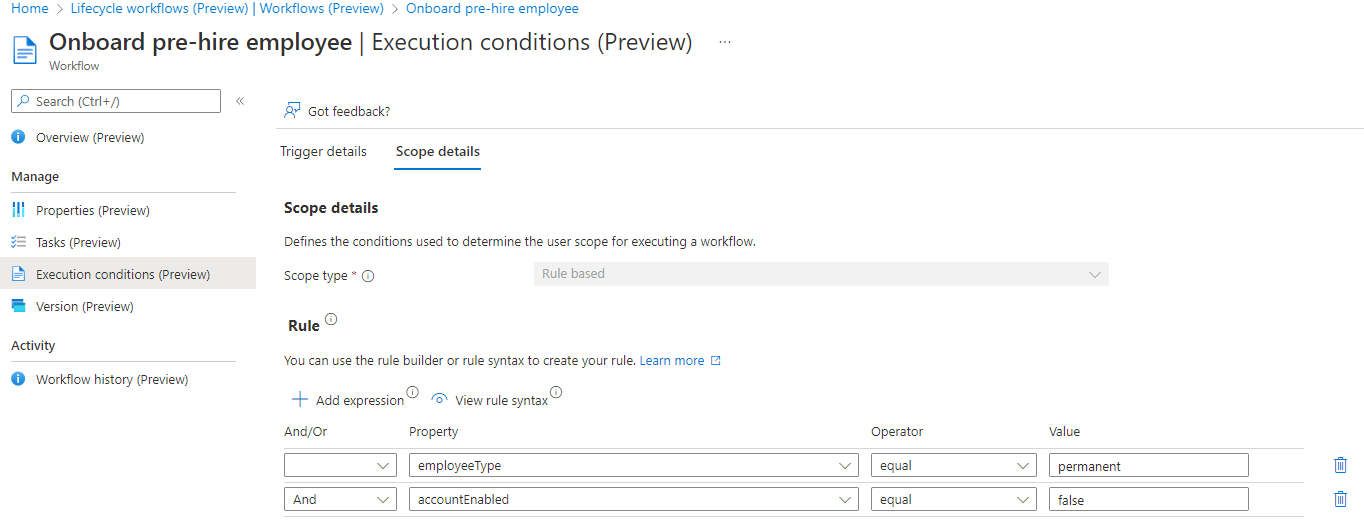 Home > Lifecycle workflows (Preview) | Workflows (Preview) > Onboard pre-hire employee
Onboard pre-hire employee | Execution conditions (Preview) ...
Workflow
Search (Ctrl+/) «
Overview (Preview)
Manage
Properties (Preview)
Tasks (Preview)
Execution conditions (Preview)
Version (Preview)
Activity
Workflow history (Preview)
Got feedback?
Trigger details Scope details
Scope details
Defines the conditions used to determine the user scope for executing a workflow.
Scope type * Rule based
Rule
You can use the rule builder or rule syntax to create your rule. Learn more
Add expression View rule syntax
And/Or Property Operator Value
employeeType equal permanent
And accountEnabled equal false